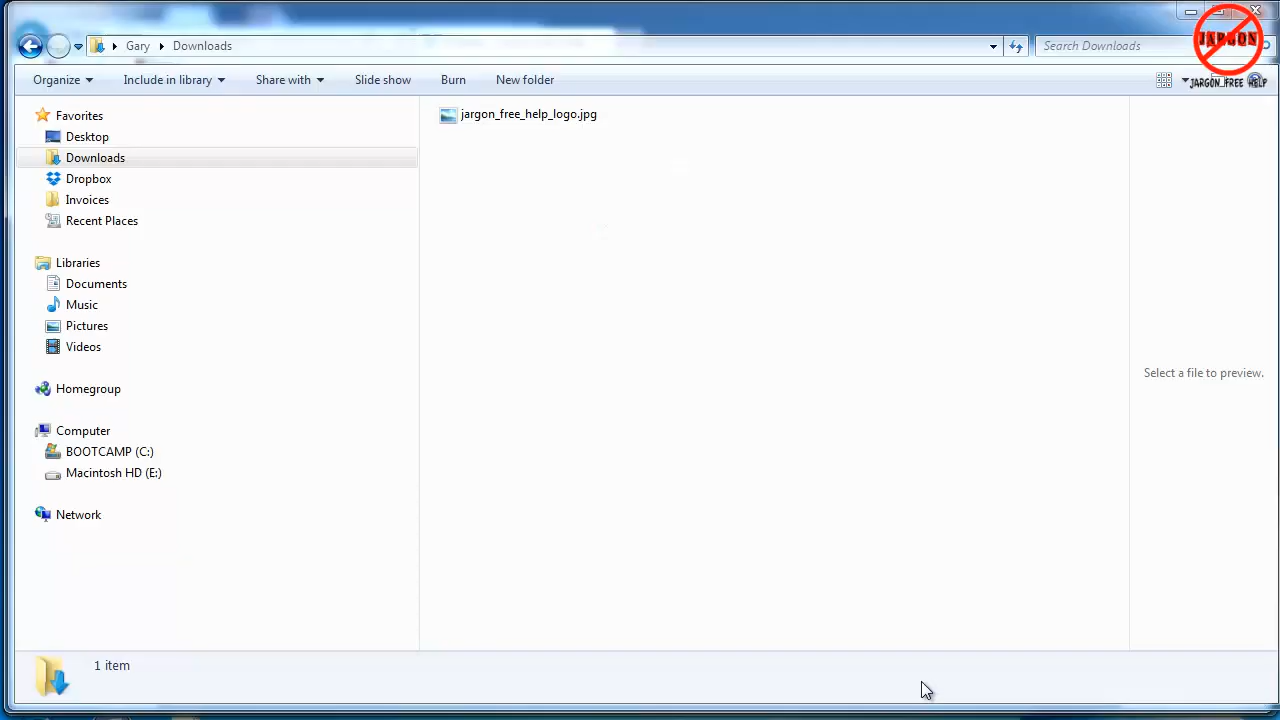 Gary
Downloads
Search Downloads
JARGON
JARGON FREE HELP
Organize
Include in library
Share with
Slide show
Burn
New folder
Favorites
Desktop
Downloads
Dropbox
Invoices
Recent Places
Libraries
Documents
Music
Pictures
Videos
Homegroup
Computer
BOOTCAMP (C:)
Macintosh HD (E:)
Network
jargon_free_help_logo.jpg
Select a file to preview.
1 item